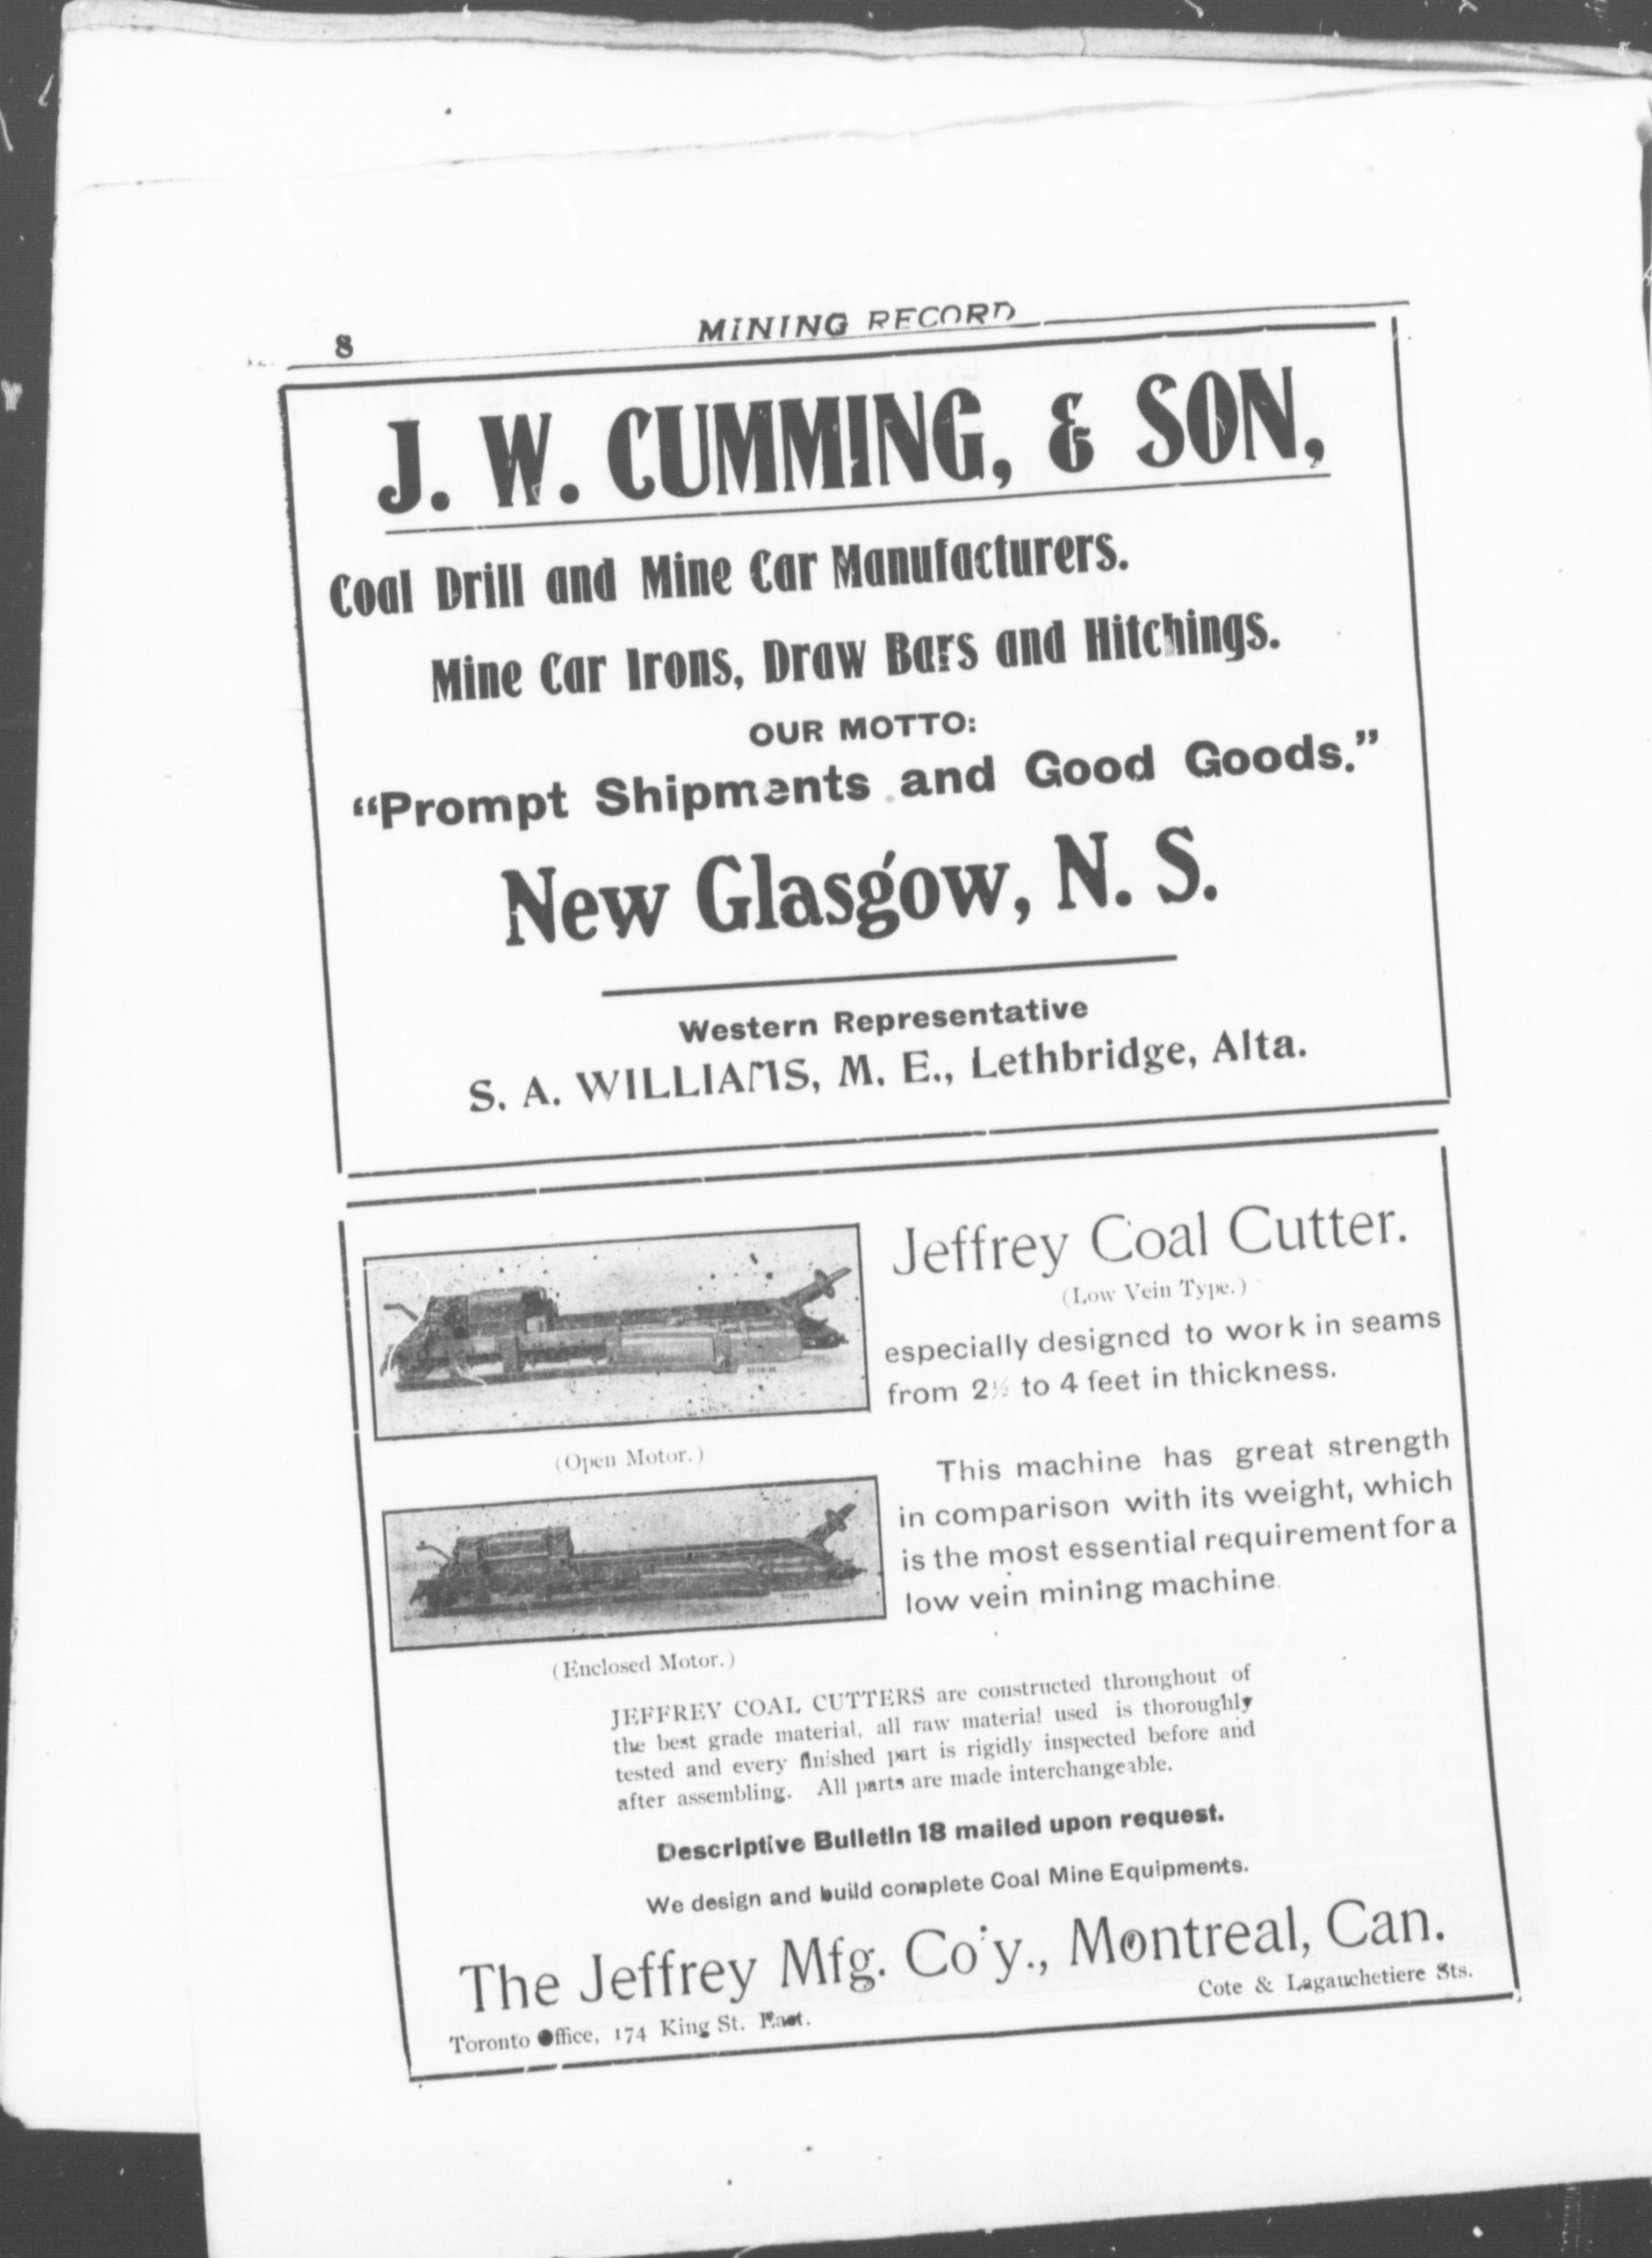 8
MINING RECORD
J. W. CUMMING, & SON,
Coal Drill and Mine Car Manufacturers.
Mine Car Irons, Draw Bars and Hitchings.
OUR MOTTO:
“Prompt Shipments and Good Goods.”
New Glasgow, N. S.
Western Representative
S. A. WILLIAMS, M. E., Lethbridge, Alta.
Jeffrey Coal Cutter.
(Low Vein Type.)
especially designed to work in seams
from 2½ to 4 feet in thickness.
(Open Motor.)
This machine has great strength
in comparison with its weight, which
is the most essential requirement for a
low vein mining machine.
(Enclosed Motor.)
JEFFREY COAL CUTTERS are constructed throughout of
the best grade material, all raw material used is thoroughly
tested and every finished part is rigidly inspected before and
after assembling. All parts are made interchangeable.
Descriptive Bulletin 18 mailed upon request.
We design and build complete Coal Mine Equipments.
The Jeffrey Mfg. Co'y., Montreal, Can.
Cote & Lagauchetiere Sts.
Toronto Office, 174 King St. East.